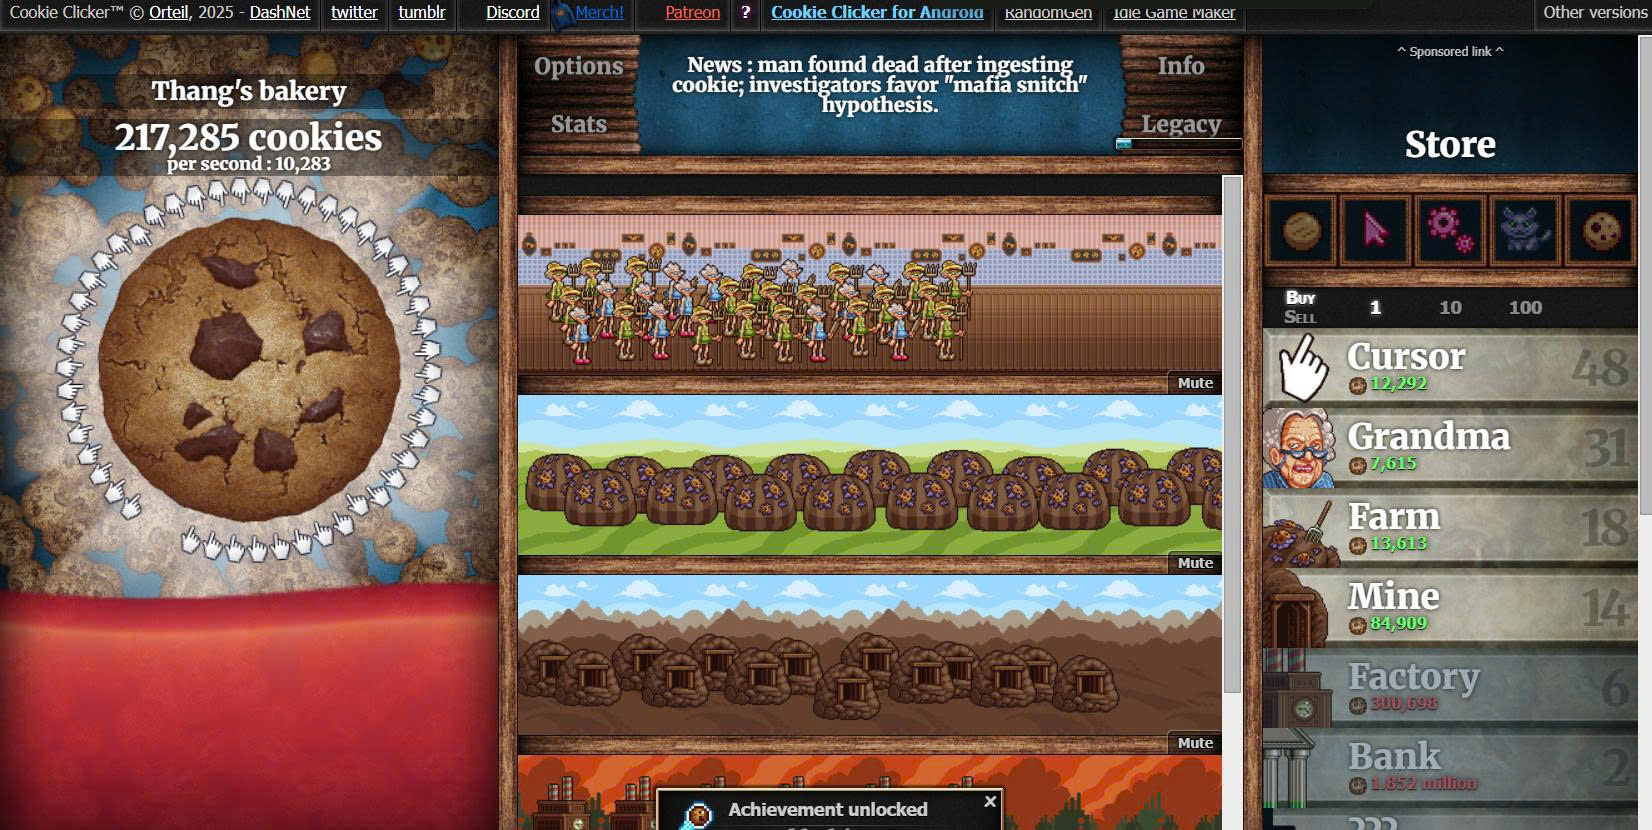 Cookie Clicker™ © Orteil, 2025 - DashNet twitter tumblr Discord Merch! Patreon ? Cookie Clicker for Android RandomGen Idle Game Maker Other versions
Thang's bakery
217,285 cookies
per second : 10,283
Options
Stats
News : man found dead after ingesting
cookie; investigators favor "mafia snitch"
hypothesis.
Info
Legacy
Mute
Mute
Mute
Achievement unlocked
^ Sponsored link ^
Store
Buy 1 10 100
Sell
Cursor 48
12,292
Grandma 31
7,615
Farm 18
13,613
Mine 14
84,909
Factory 6
300,698
Bank 2
1.852 million
???